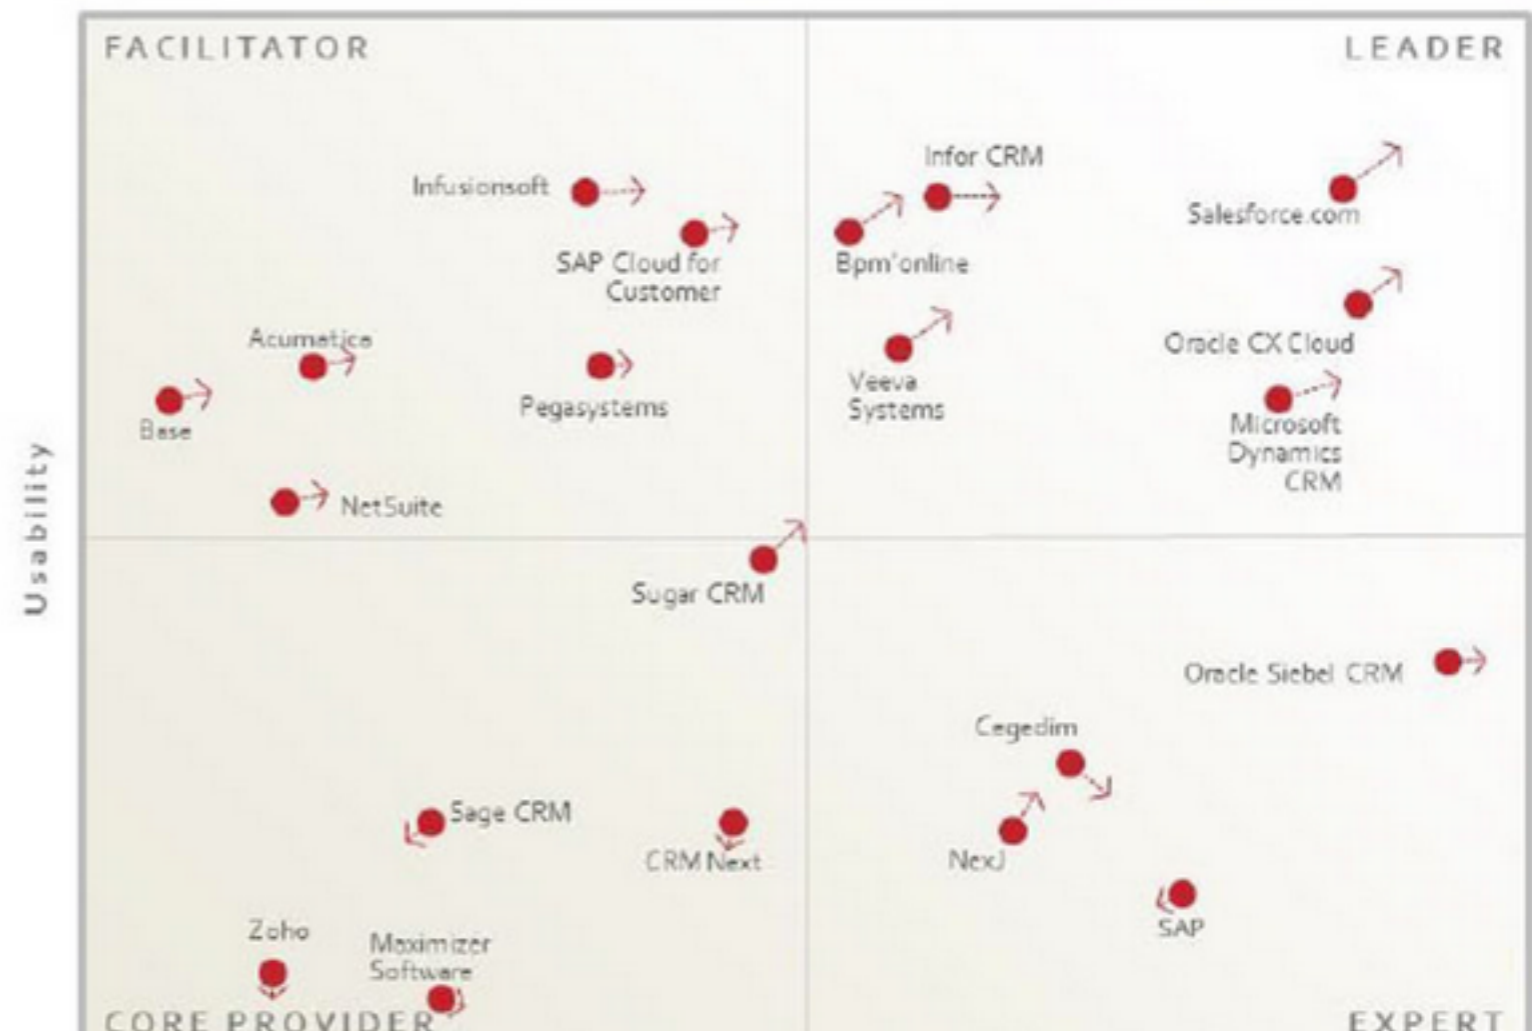 FACILITATOR
LEADER
Infor CRM
Infusionsoft
Salesforce.com
SAP Cloud for
Customer
Bpm'online
Acumatica
Oracle CX Cloud
Base
Pegasystems
Veeva
Systems
Microsoft
Dynamics
CRM
NetSuite
Usability
Sugar CRM
Oracle Siebel CRM
Cegedim
Sage CRM
CRM Next
NexJ
SAP
Zoho
Maximizer
Software
CORE PROVIDER
EXPERT